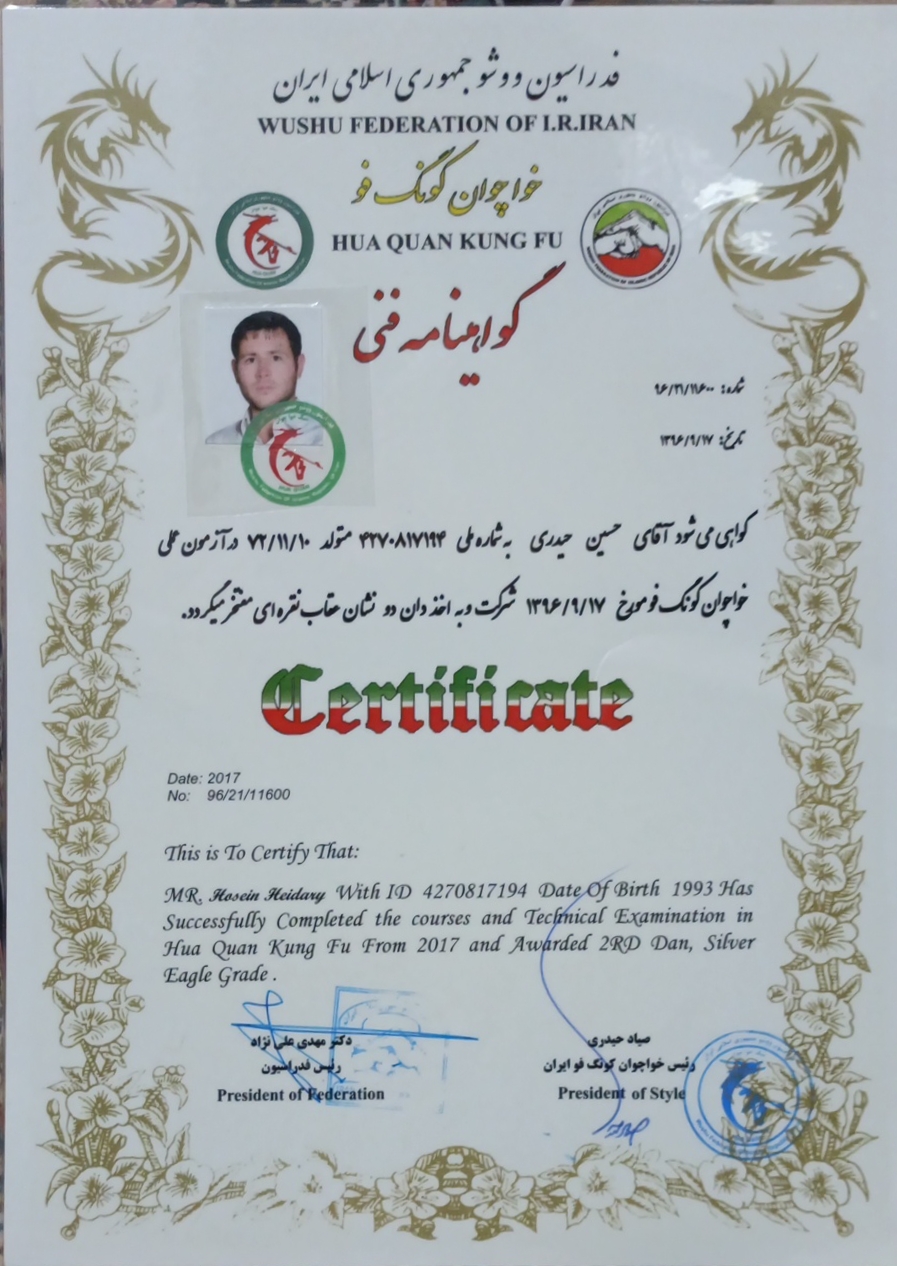 فدراسیون ووشو جمهوری اسلامی ایران
WUSHU FEDERATION OF I.R.IRAN
خواچوان کونگ فو
HUA QUAN KUNG FU
گواهینامه فنی
شماره: ۹۶/۲۱/۱۱۶۰۰
تاریخ: ۱۳۹۶/۹/۱۷
گواهی می شود آقای حسین حیدری به شماره ملی ۴۲۷۰۸۱۷۱۹۴ متولد ۷۲/۱۱/۱۰ در آزمون عملی
خواچوان کونگ فو مورخ ۱۳۹۶/۹/۱۷ شرکت و به اخذ دان دو نشان عقاب نقره ای مفتخر میگردد.
Certificate
Date: 2017
No: 96/21/11600
This is To Certify That:
MR. Hosein Heidary With ID 4270817194 Date Of Birth 1993 Has
Successfully Completed the courses and Technical Examination in
Hua Quan Kung Fu From 2017 and Awarded 2RD Dan, Silver
Eagle Grade .
دکتر مهدی علی نژاد
رئیس فدراسیون
President of Federation
صیاد حیدری
رئیس خواچوان کونگ فو ایران
President of Style